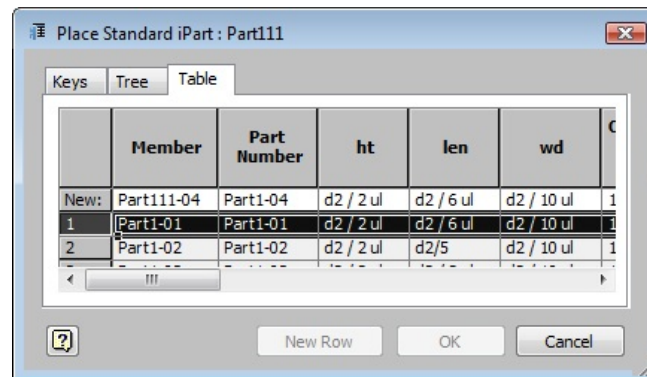 Place Standard iPart : Part111
Keys Tree Table
Member Part Number ht len wd
New: Part111-04 Part1-04 d2 / 2 ul d2 / 6 ul d2 / 10 ul 1
1 Part1-01 Part1-01 d2 / 2 ul d2 / 6 ul d2 / 10 ul 1
2 Part1-02 Part1-02 d2 / 2 ul d2/5 d2 / 10 ul 1
New Row OK Cancel